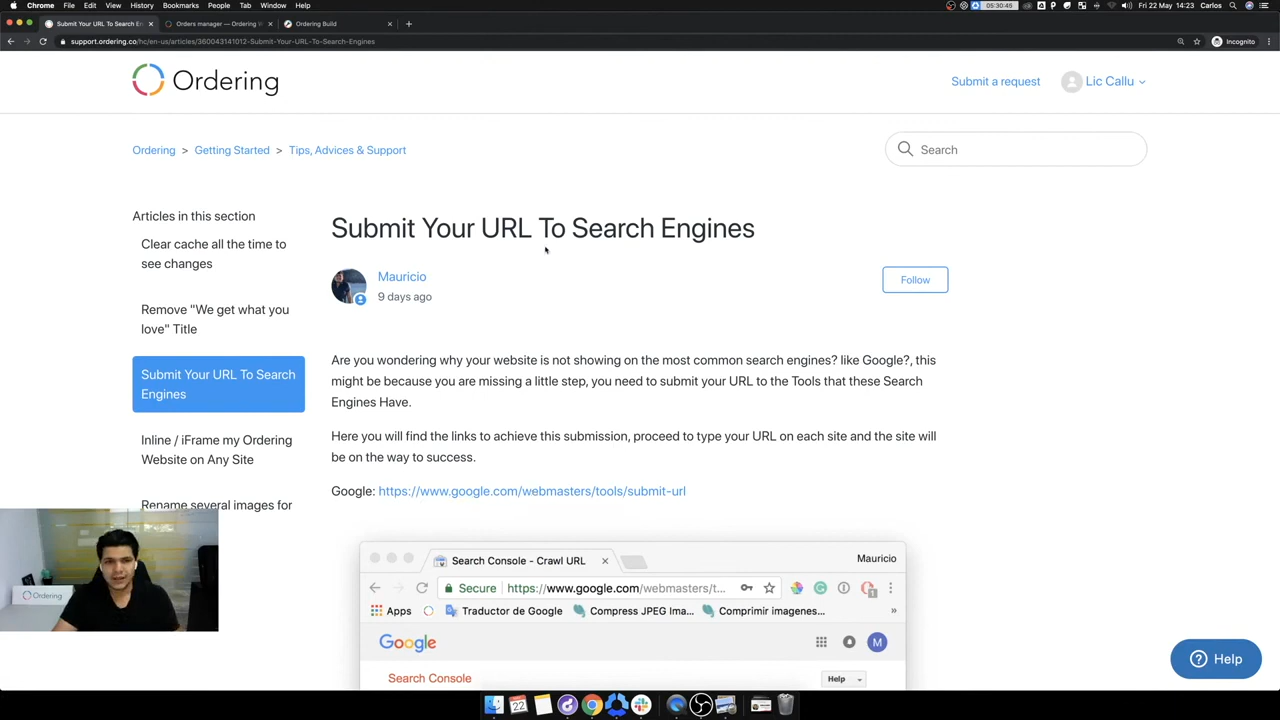 Chrome File Edit View History Bookmarks People Tab Window Help
05:30:45 Fri 22 May 14:23 Carlos
Submit Your URL To Search En
Orders manager — Ordering
Ordering Build
support.ordering.co/hc/en-us/articles/360043141012-Submit-Your-URL-To-Search-Engines
Incognito
Ordering
Submit a request
Lic Callu
Ordering > Getting Started > Tips, Advices & Support
Search
Articles in this section
Clear cache all the time to
see changes
Remove "We get what you
love" Title
Submit Your URL To Search
Engines
Inline / iFrame my Ordering
Website on Any Site
Rename several images for
Submit Your URL To Search Engines
Mauricio
9 days ago
Follow
Are you wondering why your website is not showing on the most common search engines? like Google?, this
might be because you are missing a little step, you need to submit your URL to the Tools that these Search
Engines Have.
Here you will find the links to achieve this submission, proceed to type your URL on each site and the site will
be on the way to success.
Google: https://www.google.com/webmasters/tools/submit-url
Search Console - Crawl URL
Mauricio
Secure https://www.google.com/webmasters/t...
Apps Traductor de Google Compress JPEG Ima... Comprimir imagenes... »
Google
M
Search Console
Help
Ordering
Help
22